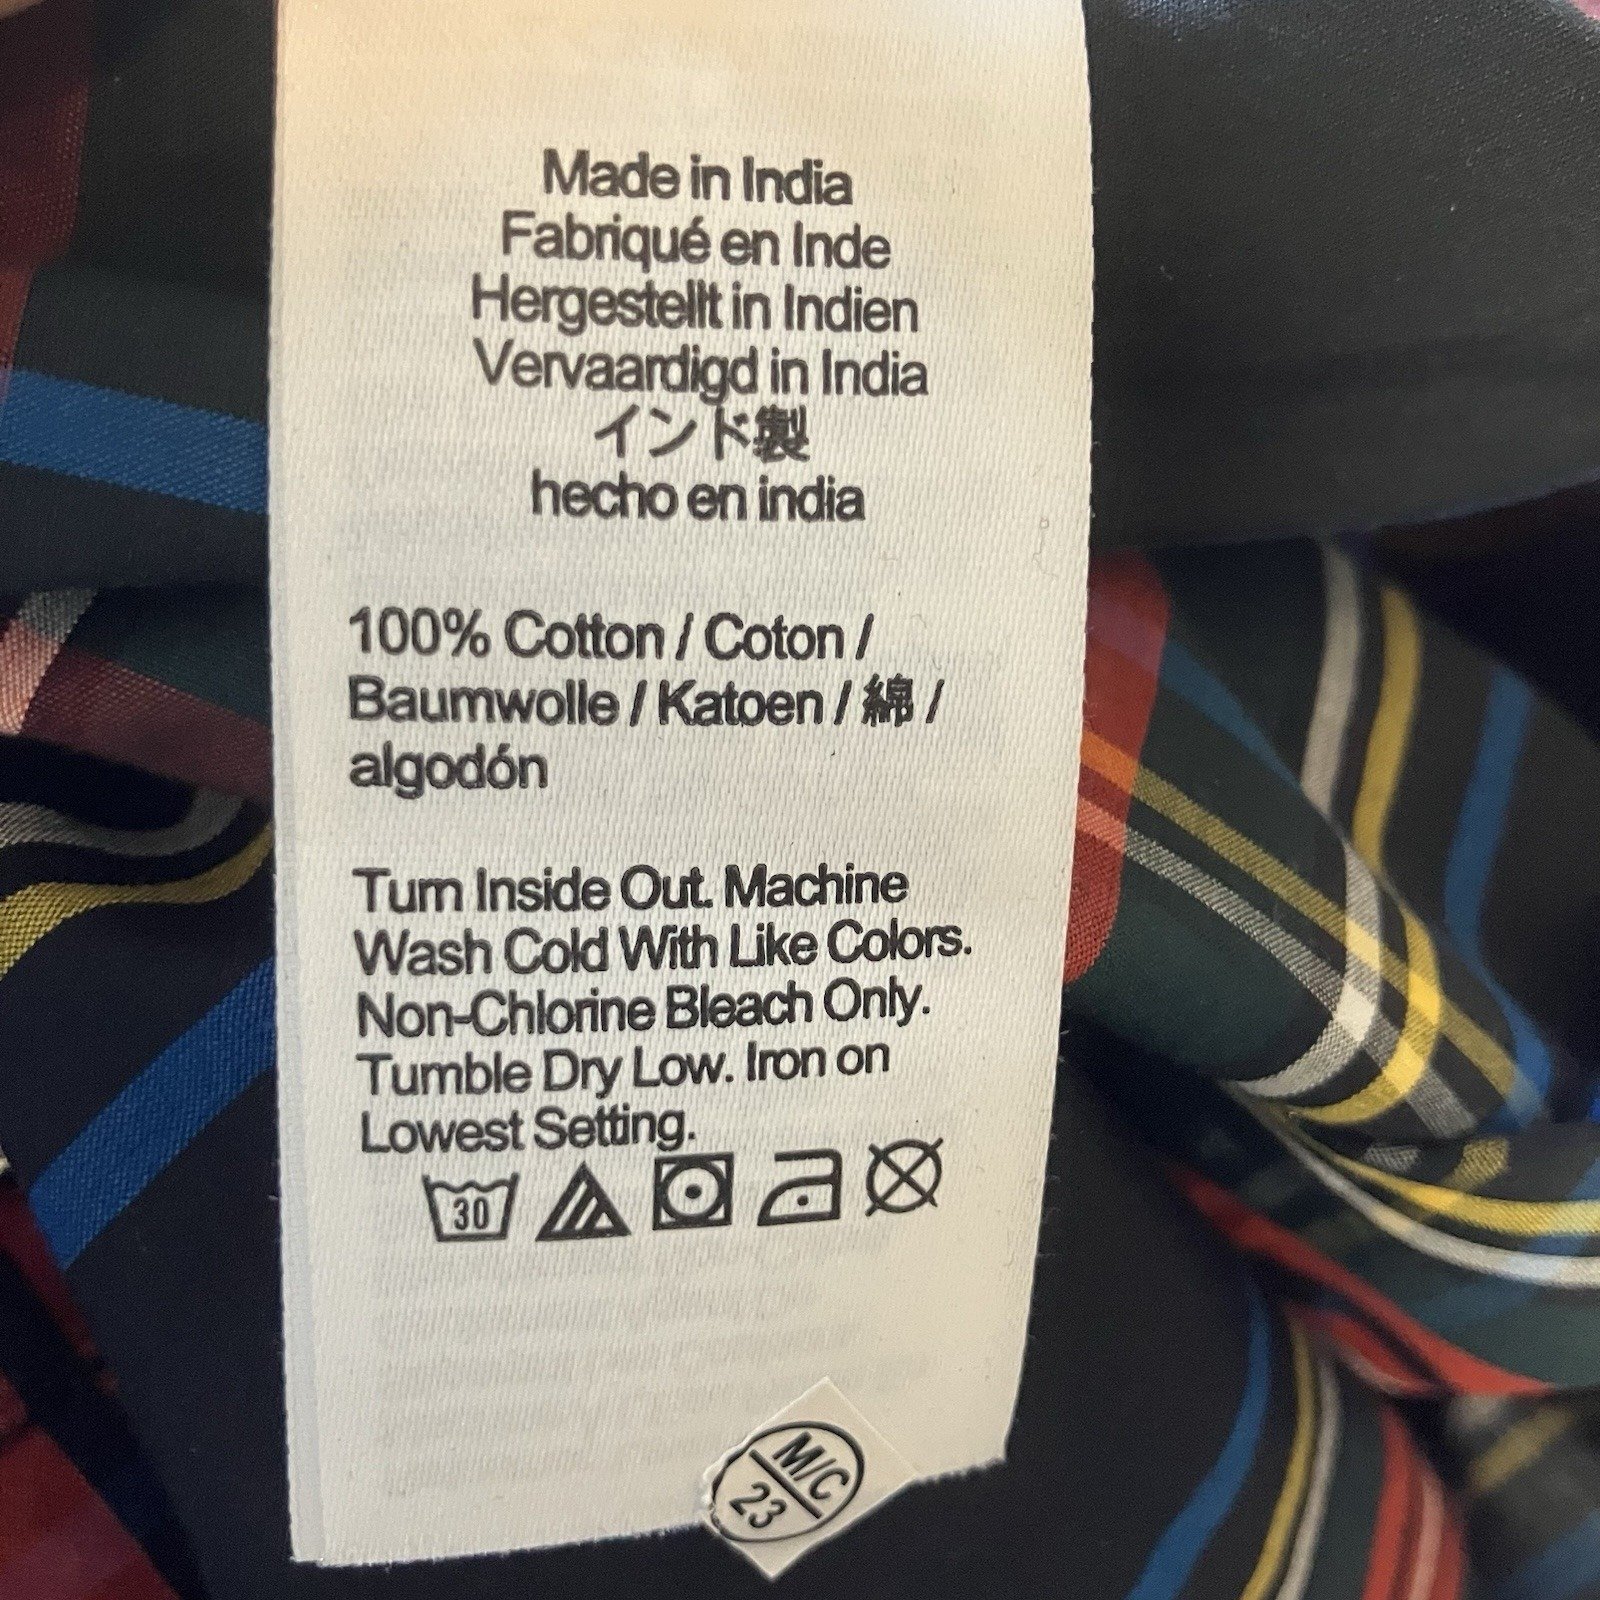 Made in India
Fabriqué en Inde
Hergestellt in Indien
Vervaardigd in India
インド製
hecho en india
100% Cotton / Coton /
Baumwolle / Katoen / 綿 /
algodón
Turn Inside Out. Machine
Wash Cold With Like Colors.
Non-Chlorine Bleach Only.
Tumble Dry Low. Iron on
Lowest Setting.
30
M/C
23